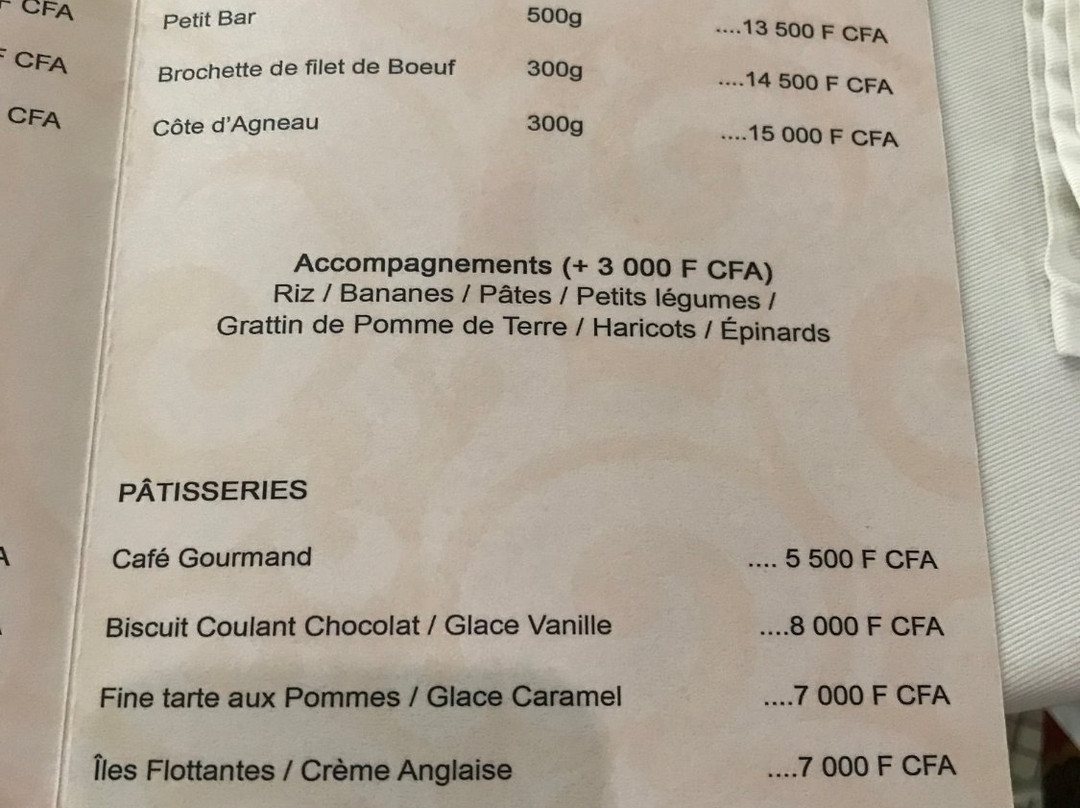 F CFA
F CFA
CFA
Petit Bar 500g ....13 500 F CFA
Brochette de filet de Boeuf 300g ....14 500 F CFA
Côte d'Agneau 300g ....15 000 F CFA
Accompagnements (+ 3 000 F CFA)
Riz / Bananes / Pâtes / Petits légumes /
Grattin de Pomme de Terre / Haricots / Épinards
PÂTISSERIES
Café Gourmand .... 5 500 F CFA
Biscuit Coulant Chocolat / Glace Vanille ....8 000 F CFA
Fine tarte aux Pommes / Glace Caramel ....7 000 F CFA
Îles Flottantes / Crème Anglaise ....7 000 F CFA